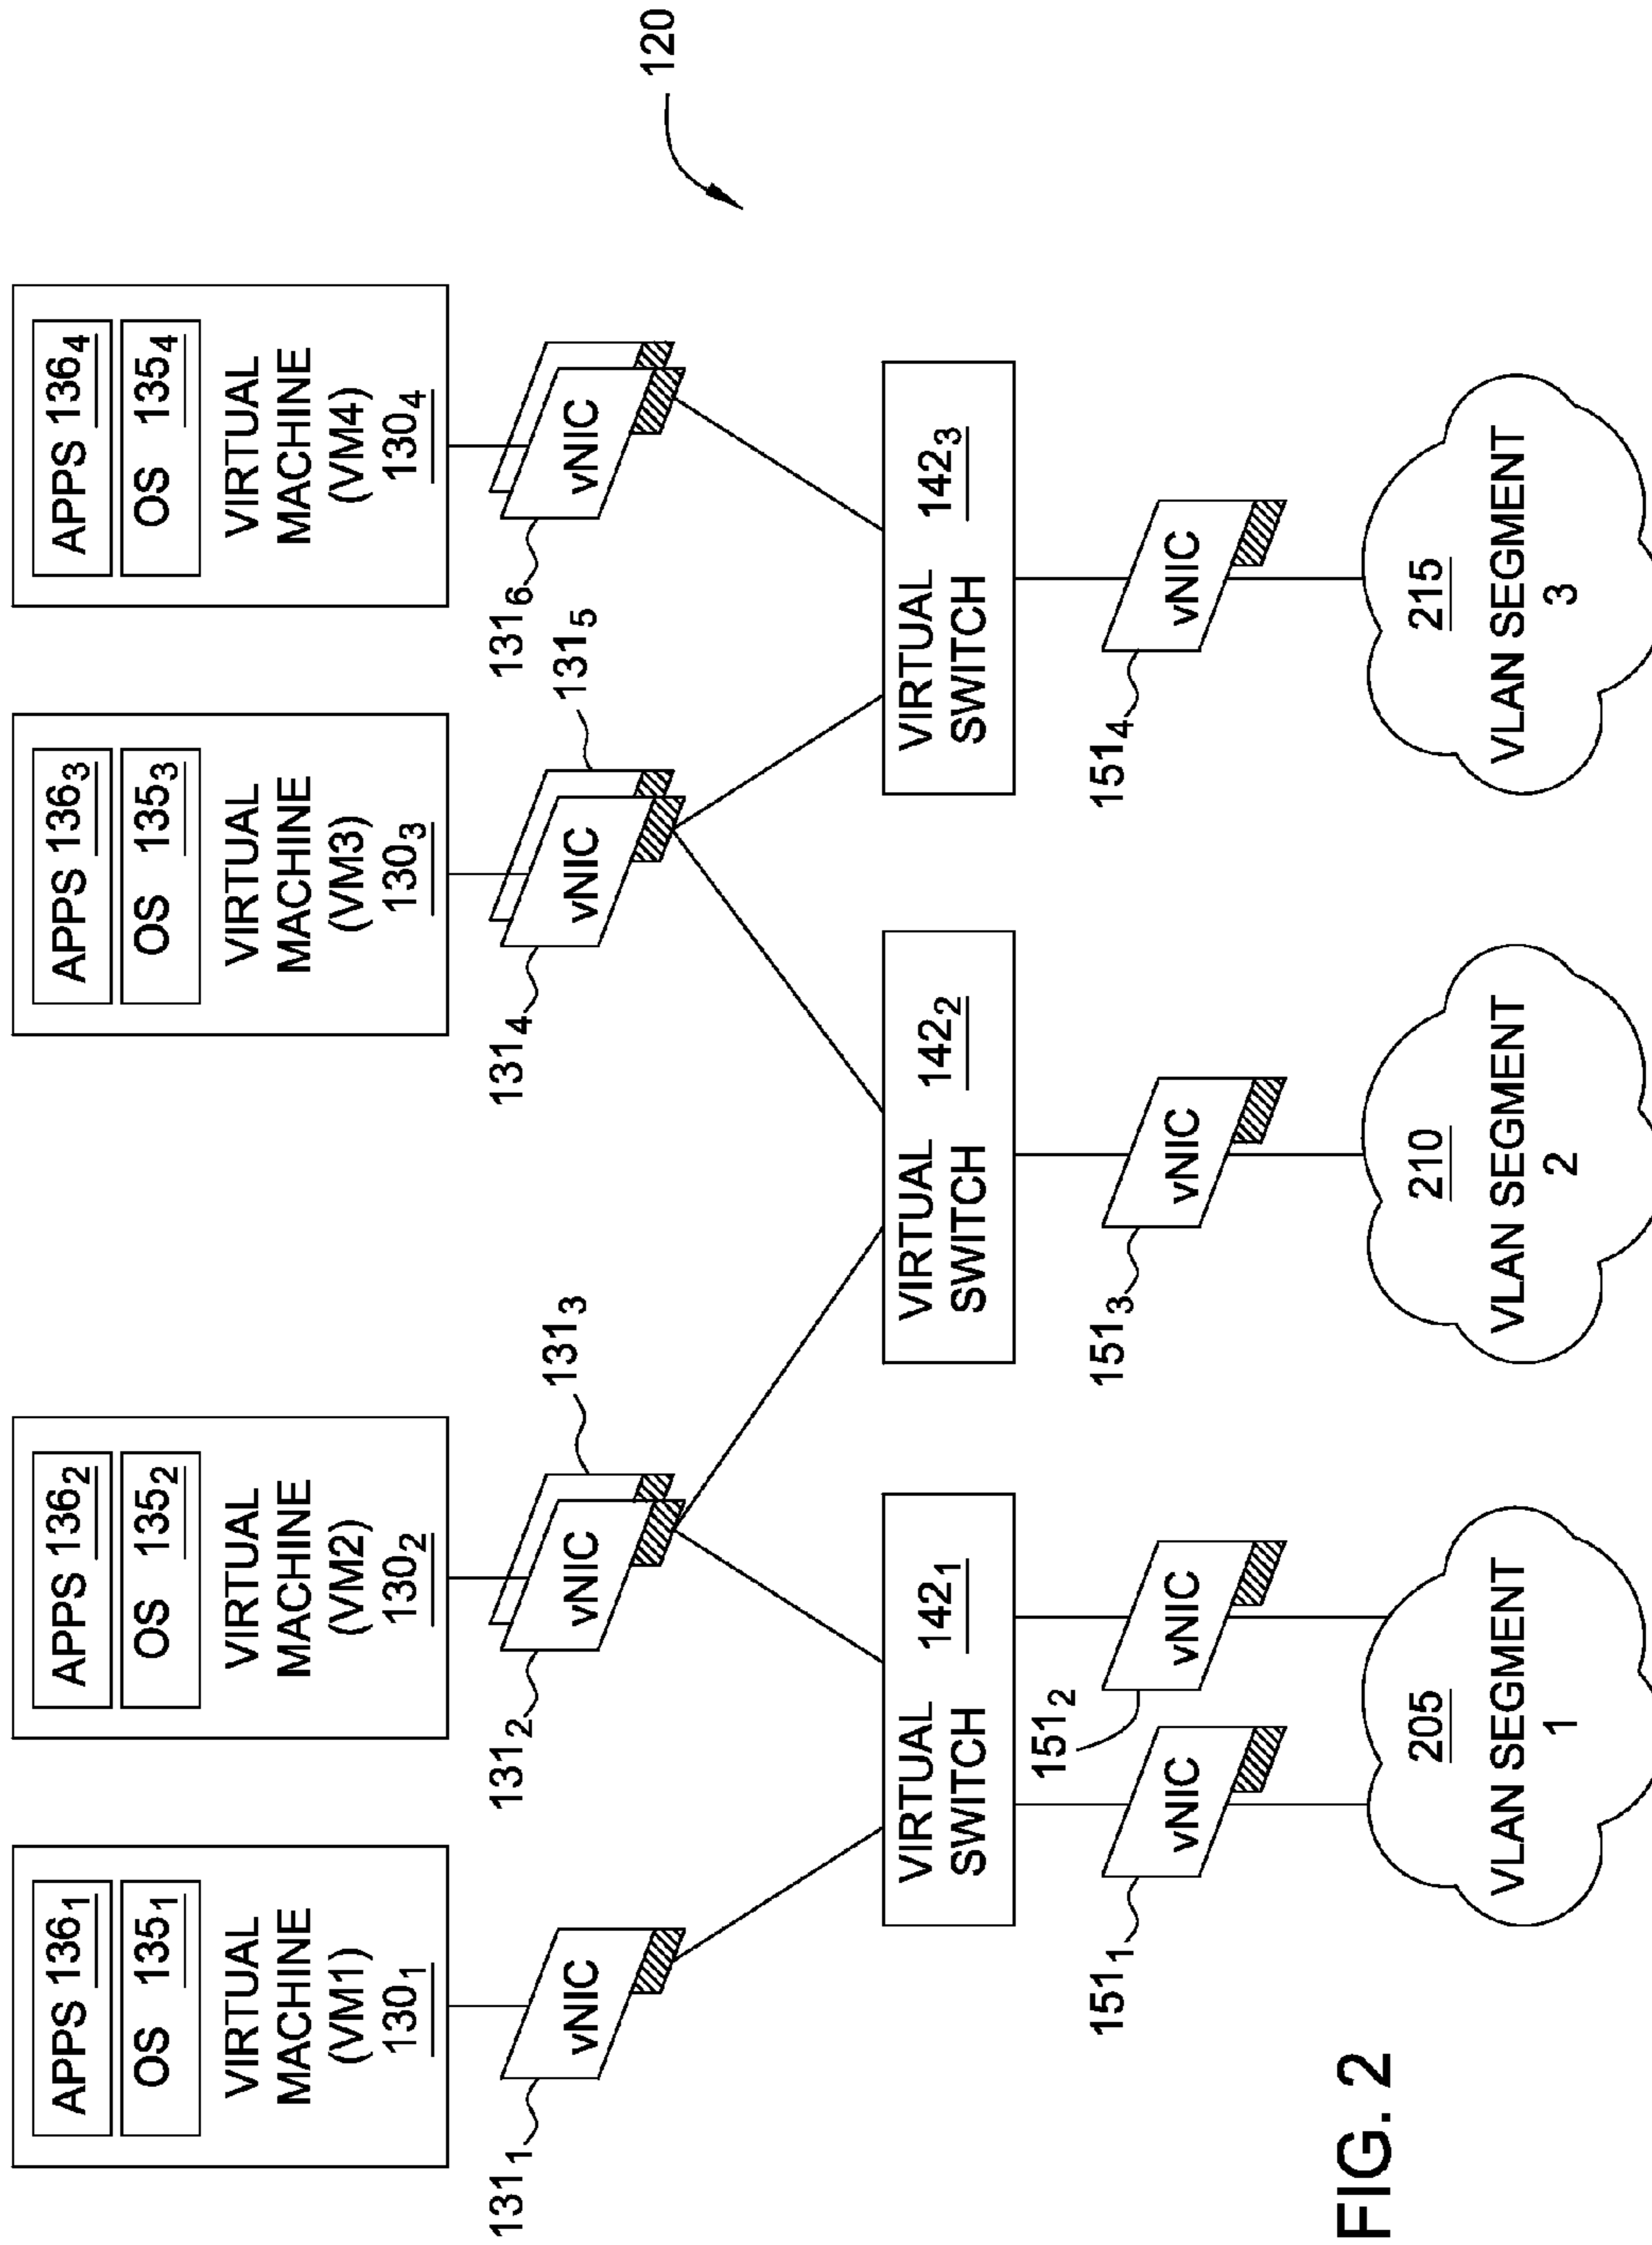 120
APPS 136₁
OS 135₁
VIRTUAL
MACHINE
(VM1)
130₁
APPS 136₂
OS 135₂
VIRTUAL
MACHINE
(VM2)
130₂
APPS 136₃
OS 135₃
VIRTUAL
MACHINE
(VM3)
130₃
APPS 136₄
OS 135₄
VIRTUAL
MACHINE
(VM4)
130₄
131₁
vNIC
131₂
vNIC
131₃
131₄
vNIC
131₅
131₆
vNIC
VIRTUAL
SWITCH
142₁
VIRTUAL
SWITCH
142₂
VIRTUAL
SWITCH
142₃
151₁
vNIC
151₂
vNIC
151₃
vNIC
151₄
vNIC
205
VLAN SEGMENT
1
210
VLAN SEGMENT
2
215
VLAN SEGMENT
3
FIG. 2